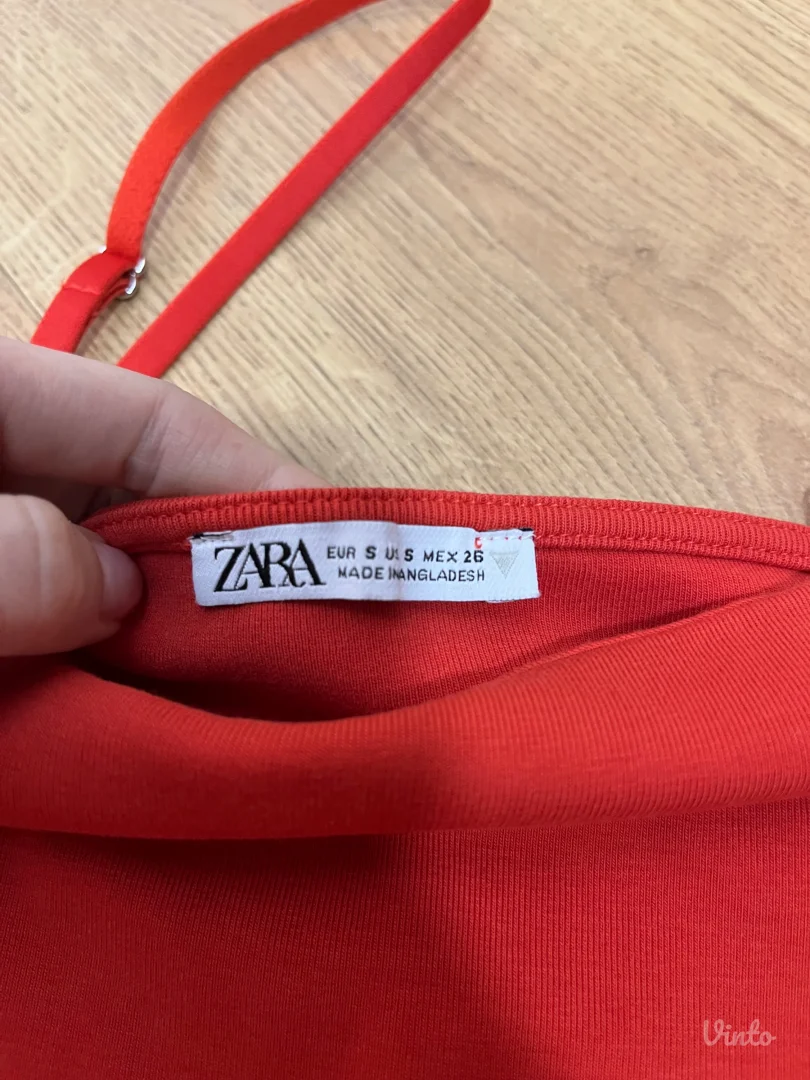 ZARA
EUR S US S MEX 26
MADE IN BANGLADESH
Vinto